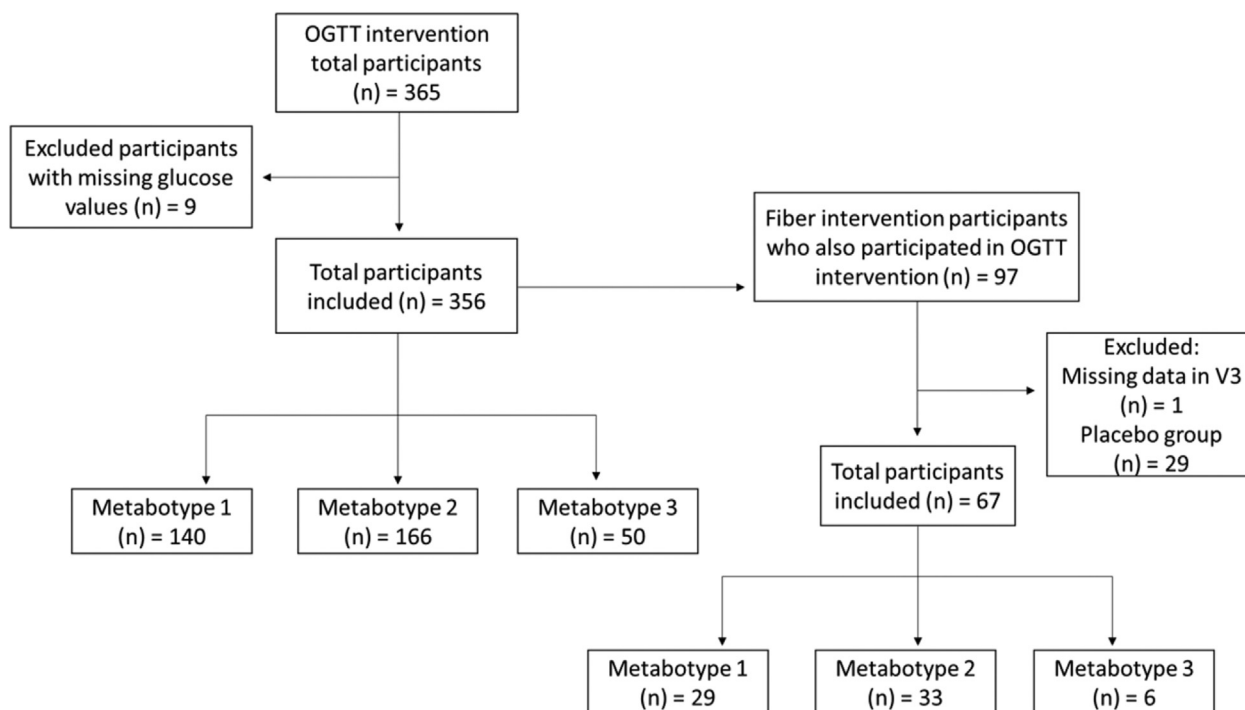 OGTT intervention
total participants
(n) = 365
Excluded participants
with missing glucose
values (n) = 9
Total participants
included (n) = 356
Fiber intervention participants
who also participated in OGTT
intervention (n) = 97
Excluded:
Missing data in V3
(n) = 1
Placebo group
(n) = 29
Total participants
included (n) = 67
Metabotype 1
(n) = 140
Metabotype 2
(n) = 166
Metabotype 3
(n) = 50
Metabotype 1
(n) = 29
Metabotype 2
(n) = 33
Metabotype 3
(n) = 6